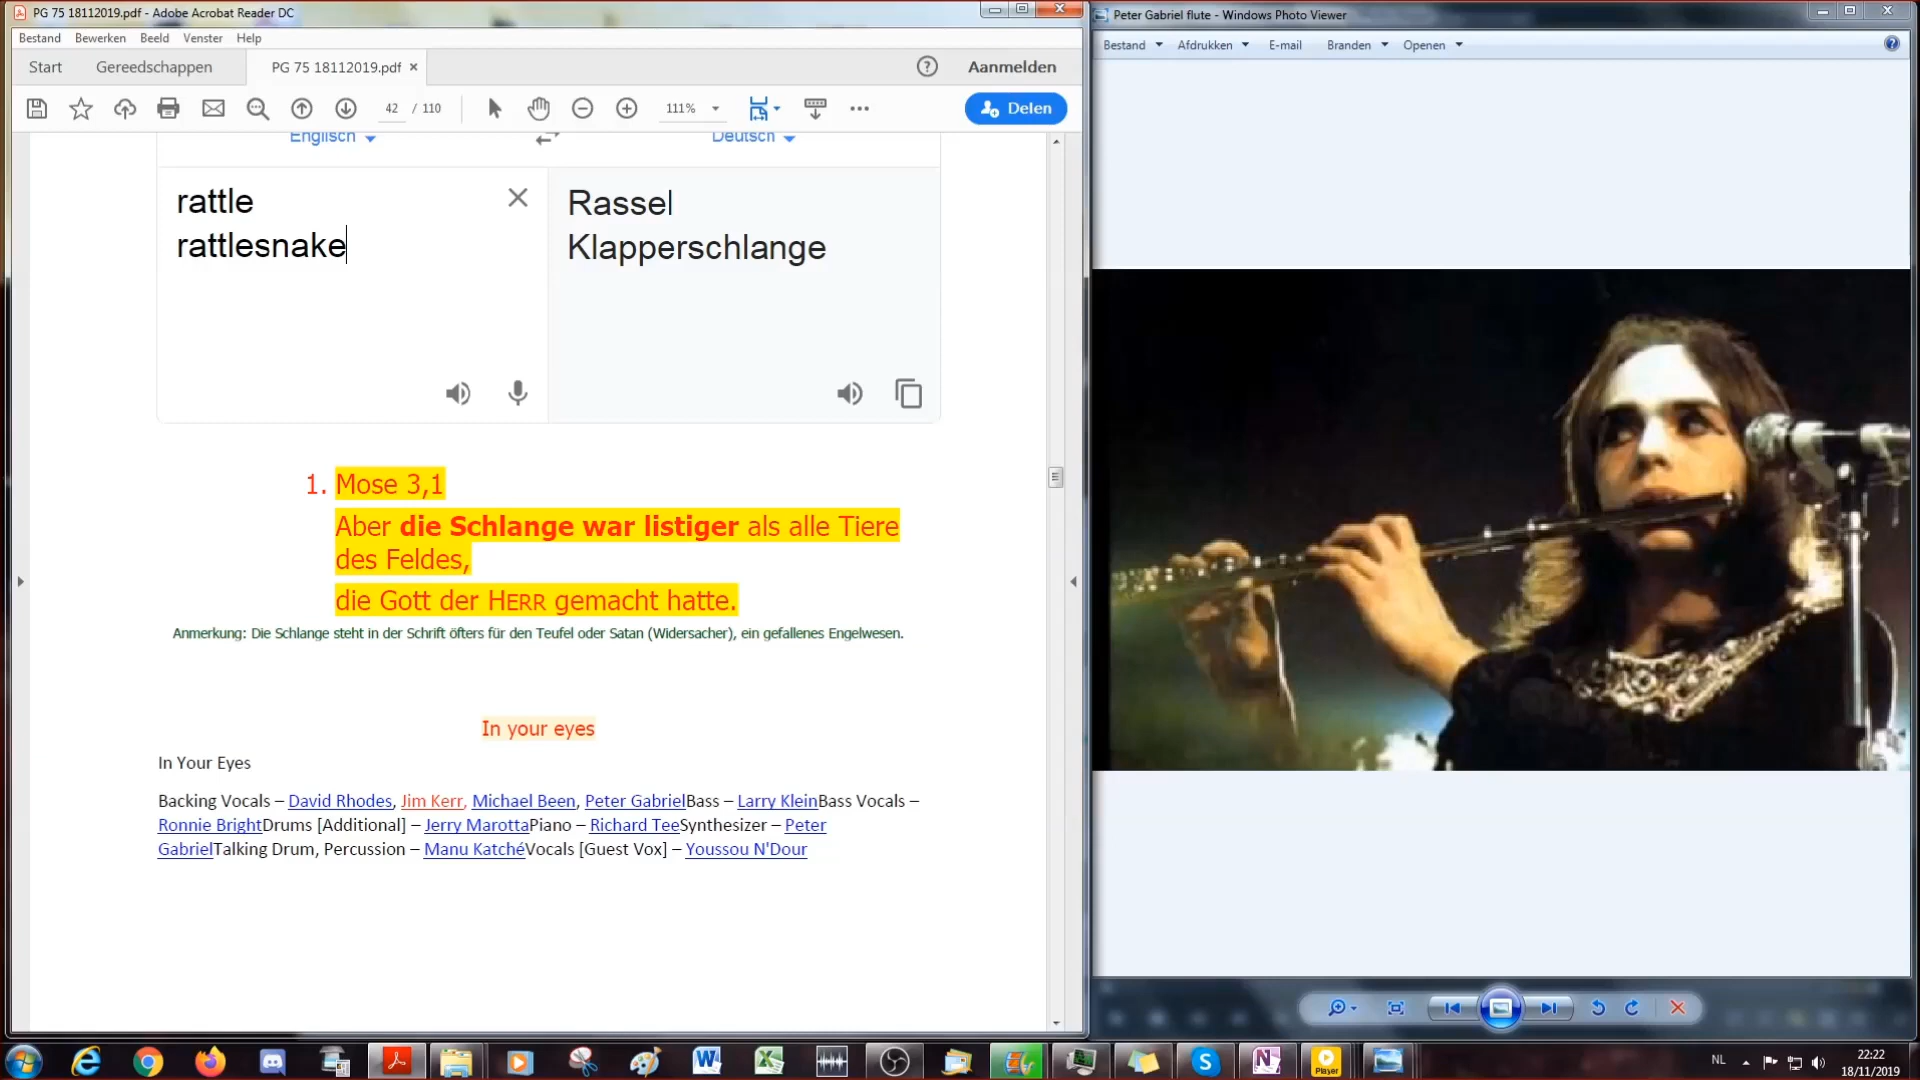 PG 75 18112019.pdf - Adobe Acrobat Reader DC
Bestand Bewerken Beeld Venster Help
Start Gereedschappen PG 75 18112019.pdf × Aanmelden
42 / 110 111% Delen
Englisch Deutsch
rattle
rattlesnake
Rassel
Klapperschlange
1. Mose 3,1
Aber die Schlange war listiger als alle Tiere
des Feldes,
die Gott der HERR gemacht hatte.
Anmerkung: Die Schlange steht in der Schrift öfters für den Teufel oder Satan (Widersacher), ein gefallenes Engelwesen.
In your eyes
In Your Eyes
Backing Vocals – David Rhodes, Jim Kerr, Michael Been, Peter GabrielBass – Larry KleinBass Vocals –
Ronnie BrightDrums [Additional] – Jerry MarottaPiano – Richard TeeSynthesizer – Peter
GabrielTalking Drum, Percussion – Manu KatchéVocals [Guest Vox] – Youssou N'Dour
Peter Gabriel flute - Windows Photo Viewer
Bestand Afdrukken E-mail Branden Openen
Player
NL
22:22
18/11/2019